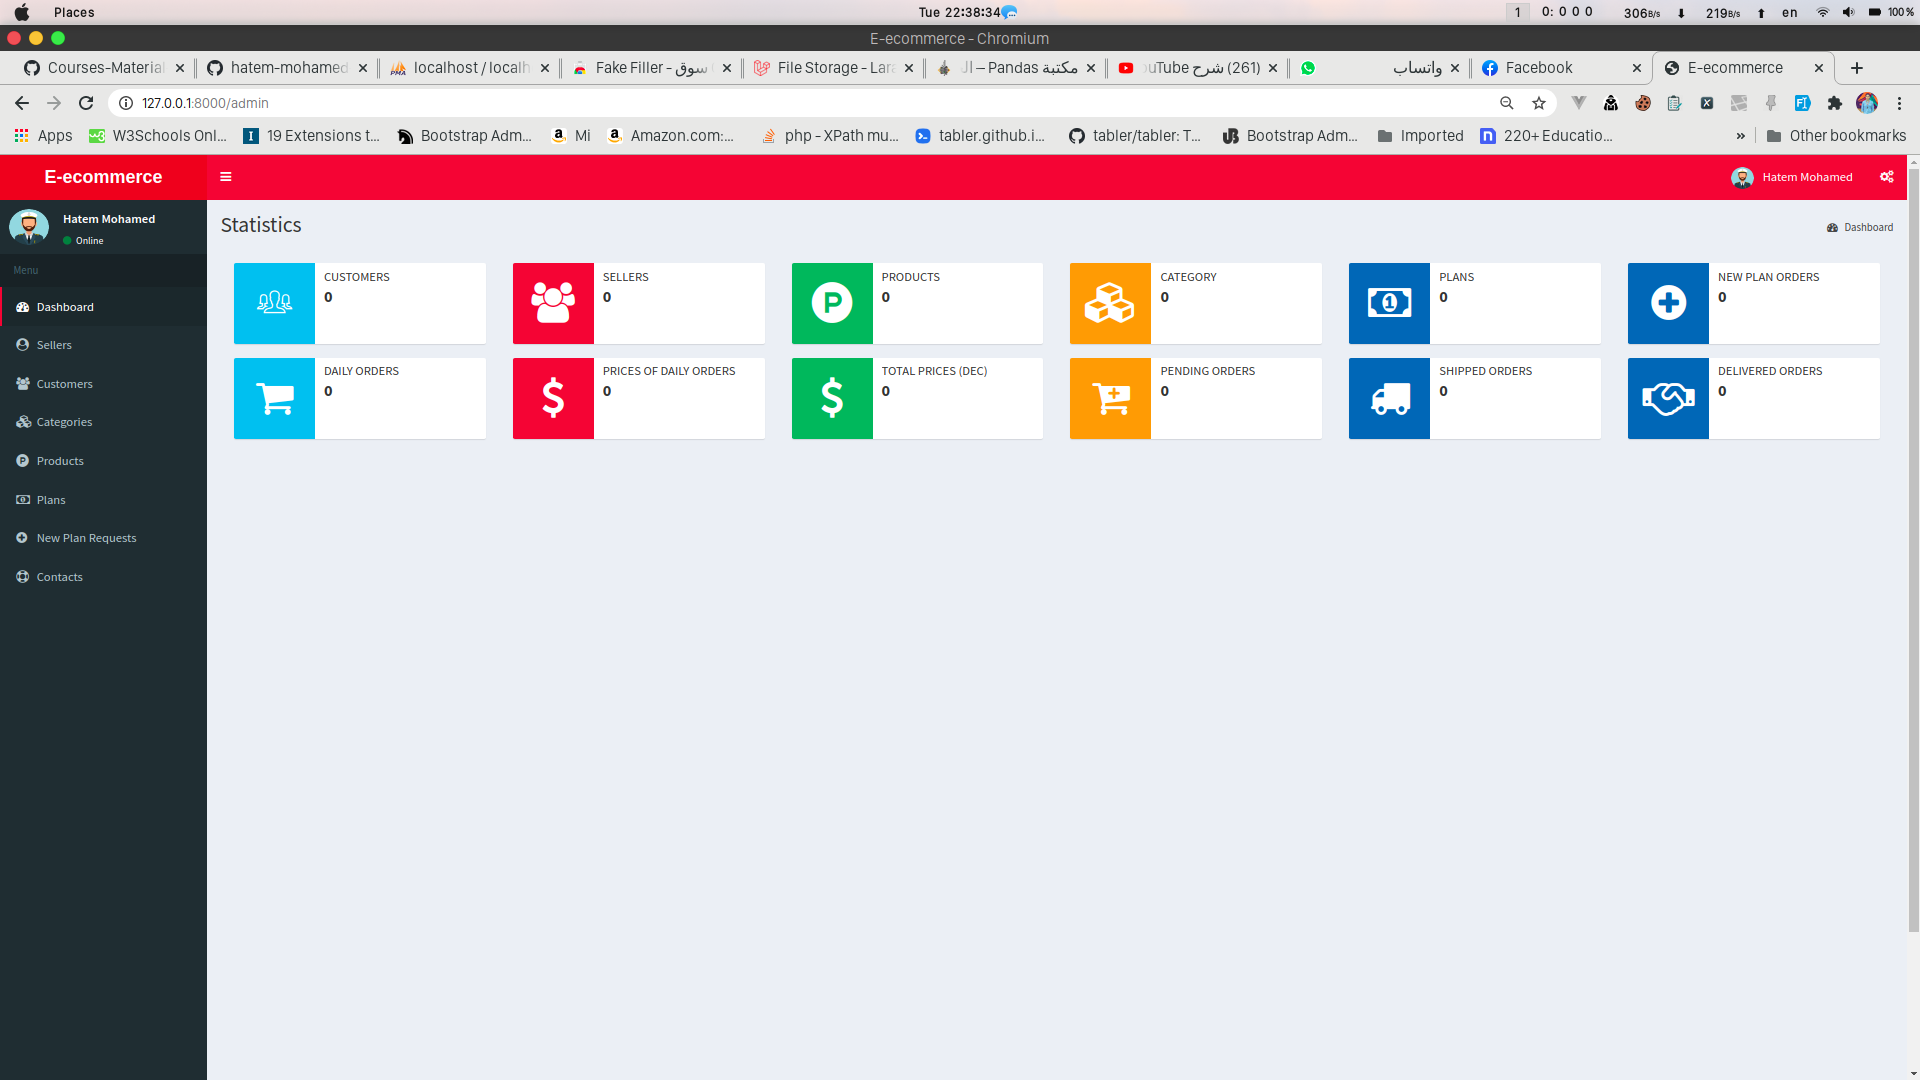 Places
Tue 22:38:34
1 0: 0 0 0 306B/s 219B/s en 100%
E-ecommerce - Chromium
Courses-Material
hatem-mohamed
localhost / localh
Fake Filler - سوق
File Storage - Lara
مكتبة Pandas – ال
(261) شرح YouTube
واتساب
Facebook
E-ecommerce
127.0.0.1:8000/admin
Apps
W3Schools Onl...
19 Extensions t...
Bootstrap Adm...
Mi
Amazon.com:...
php - XPath mu...
tabler.github.i...
tabler/tabler: T...
Bootstrap Adm...
Imported
220+ Educatio...
»
Other bookmarks
E-ecommerce
Hatem Mohamed
Hatem Mohamed
Online
Menu
Dashboard
Sellers
Customers
Categories
Products
Plans
New Plan Requests
Contacts
Statistics
Dashboard
CUSTOMERS
0
SELLERS
0
PRODUCTS
0
CATEGORY
0
PLANS
0
NEW PLAN ORDERS
0
DAILY ORDERS
0
PRICES OF DAILY ORDERS
0
TOTAL PRICES (DEC)
0
PENDING ORDERS
0
SHIPPED ORDERS
0
DELIVERED ORDERS
0